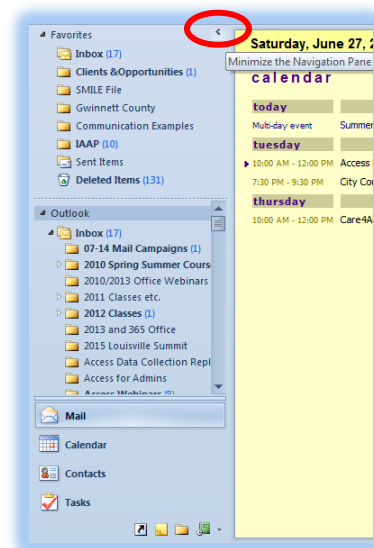 Favorites
Inbox (17)
Clients &Opportunities (1)
SMILE File
Gwinnett County
Communication Examples
IAAP (10)
Sent Items
Deleted Items (131)
Outlook
Inbox (17)
07-14 Mail Campaigns (1)
2010 Spring Summer Cours
2010/2013 Office Webinars
2011 Classes etc.
2012 Classes (1)
2013 and 365 Office
2015 Louisville Summit
Access Data Collection Repl
Access for Admins
Access Webinars (8)
Mail
Calendar
Contacts
Tasks
Saturday, June 27, 2
Minimize the Navigation Pane
calendar
today
Multi-day event Summer
tuesday
10:00 AM - 12:00 PM Access
7:30 PM - 9:30 PM City Cou
thursday
10:00 AM - 12:00 PM Care4A